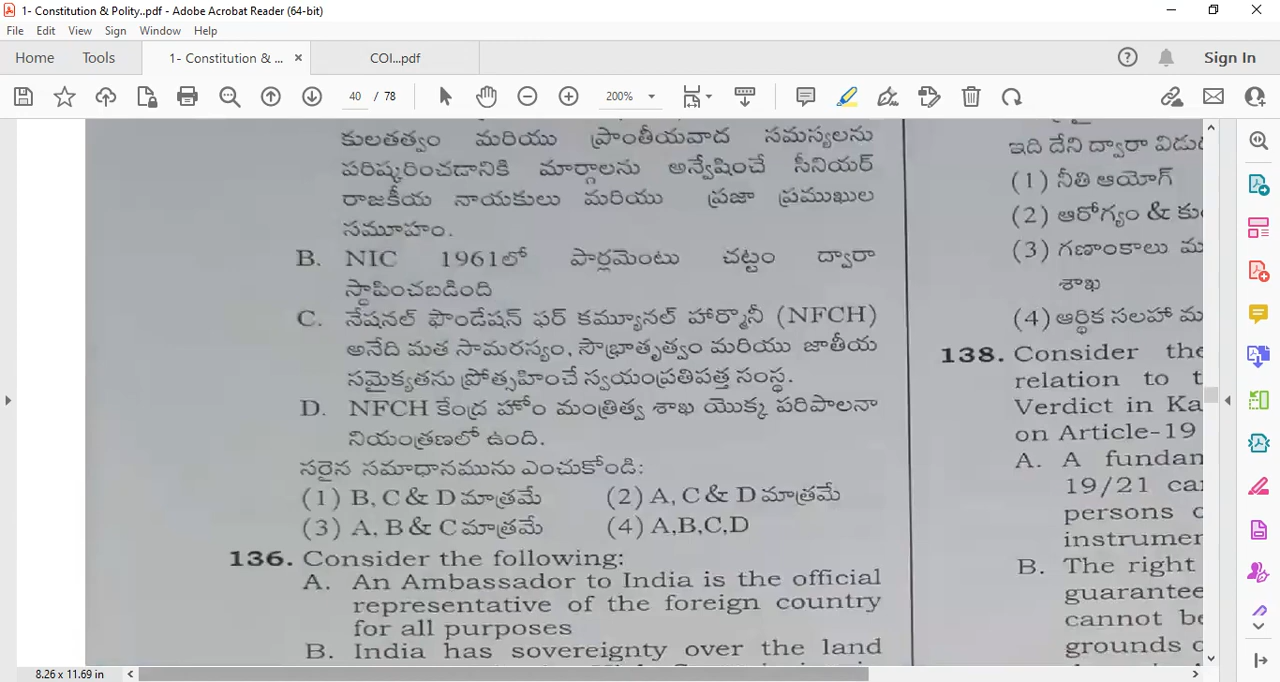 1- Constitution & Polity..pdf - Adobe Acrobat Reader (64-bit)
File Edit View Sign Window Help
Home Tools 1- Constitution & ... × COI...pdf Sign In
40 / 78 200%
కులతత్వం మరియు ప్రాంతీయవాద సమస్యలను
పరిష్కరించడానికి మార్గాలను అన్వేషించే సీనియర్
రాజకీయ నాయకులు మరియు ప్రజా ప్రముఖుల
సమూహం.
B. NIC 1961లో పార్లమెంటు చట్టం ద్వారా
స్థాపించబడింది
C. నేషనల్ ఫౌండేషన్ ఫర్ కమ్యూనల్ హార్మొనీ (NFCH)
అనేది మత సామరస్యం, సౌభ్రాతృత్వం మరియు జాతీయ
సమైక్యతను ప్రోత్సహించే స్వయంప్రతిపత్త సంస్థ.
D. NFCH కేంద్ర హోం మంత్రిత్వ శాఖ యొక్క పరిపాలనా
నియంత్రణలో ఉంది.
సరైన సమాధానమును ఎంచుకోండి:
(1) B, C & D మాత్రమే (2) A, C & D మాత్రమే
(3) A, B & C మాత్రమే (4) A,B,C,D
136. Consider the following:
A. An Ambassador to India is the official
representative of the foreign country
for all purposes
B. India has sovereignty over the land
ఇది దేని ద్వారా
(1) నీతి ఆయోగ్
(2) ఆరోగ్యం &
(3) గణాంకాలు
శాఖ
(4) ఆర్థిక సలహా
138. Consider the
relation to
Verdict in
on Article-19
A. A
19/21
persons
B. The right
guarantee
cannot
grounds
8.26 x 11.69 in